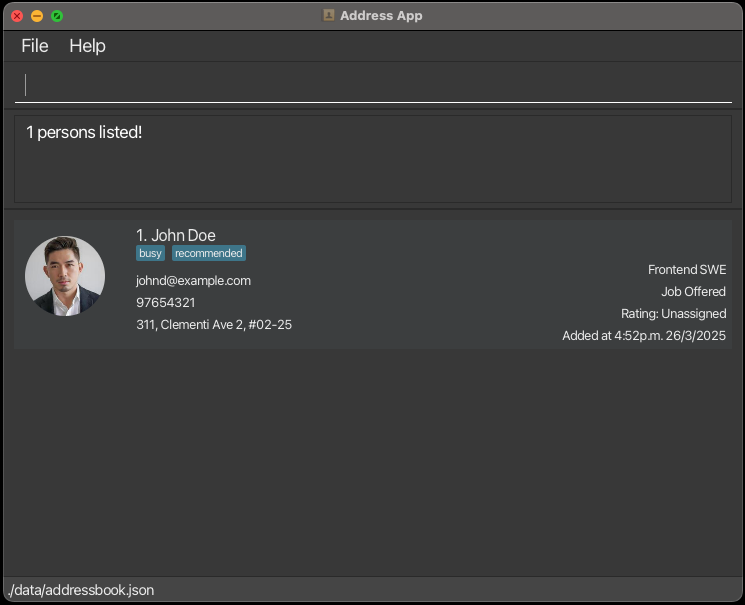 Address App
File Help
1 persons listed!
1. John Doe
busy recommended
johnd@example.com
97654321
311, Clementi Ave 2, #02-25
Frontend SWE
Job Offered
Rating: Unassigned
Added at 4:52p.m. 26/3/2025
./data/addressbook.json